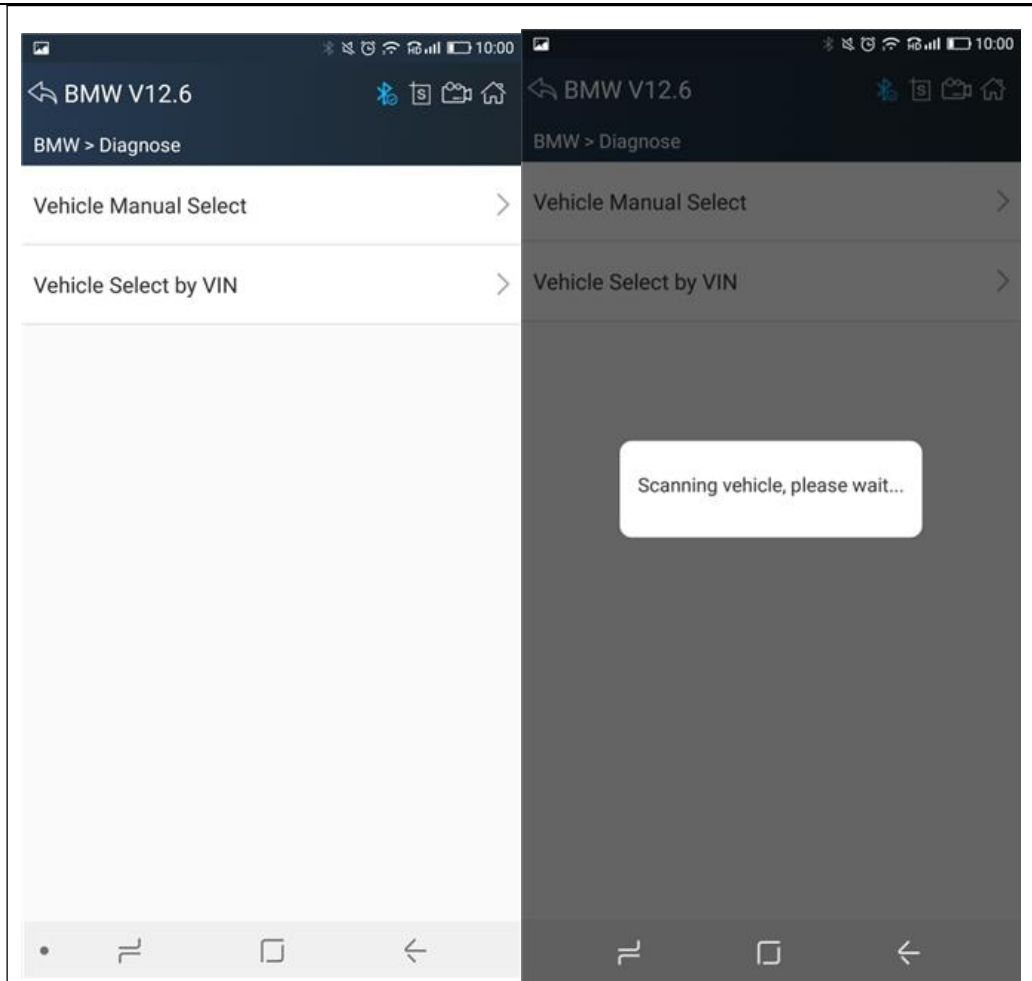 10:00
BMW V12.6
BMW > Diagnose
Vehicle Manual Select
Vehicle Select by VIN
10:00
BMW V12.6
BMW > Diagnose
Vehicle Manual Select
Vehicle Select by VIN
Scanning vehicle, please wait...